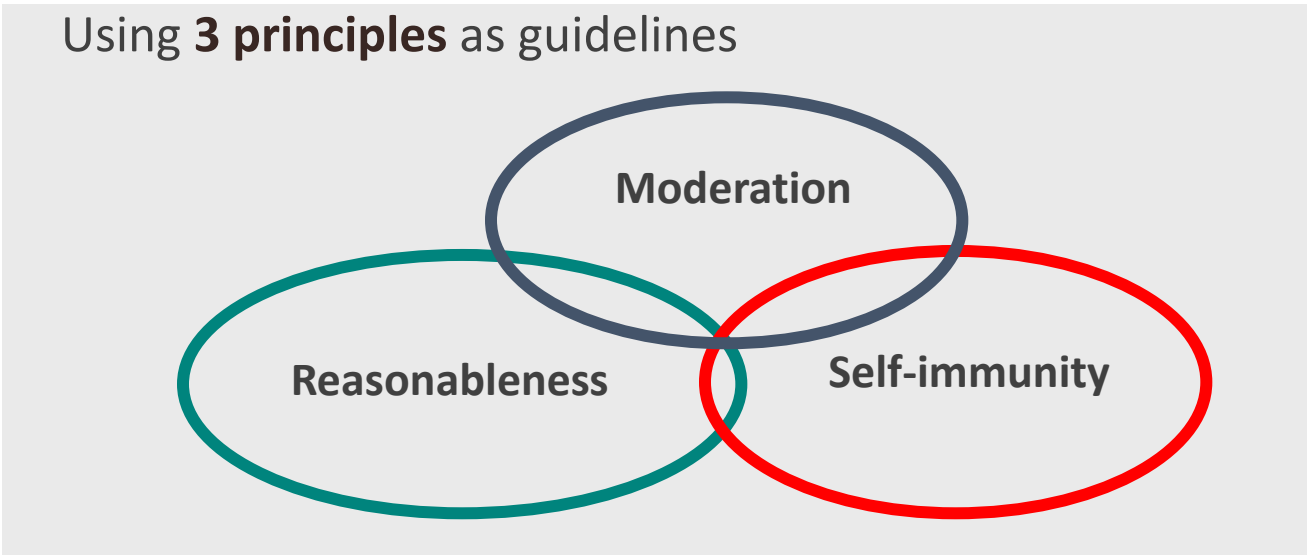 Using 3 principles as guidelines
Moderation
Reasonableness
Self-immunity